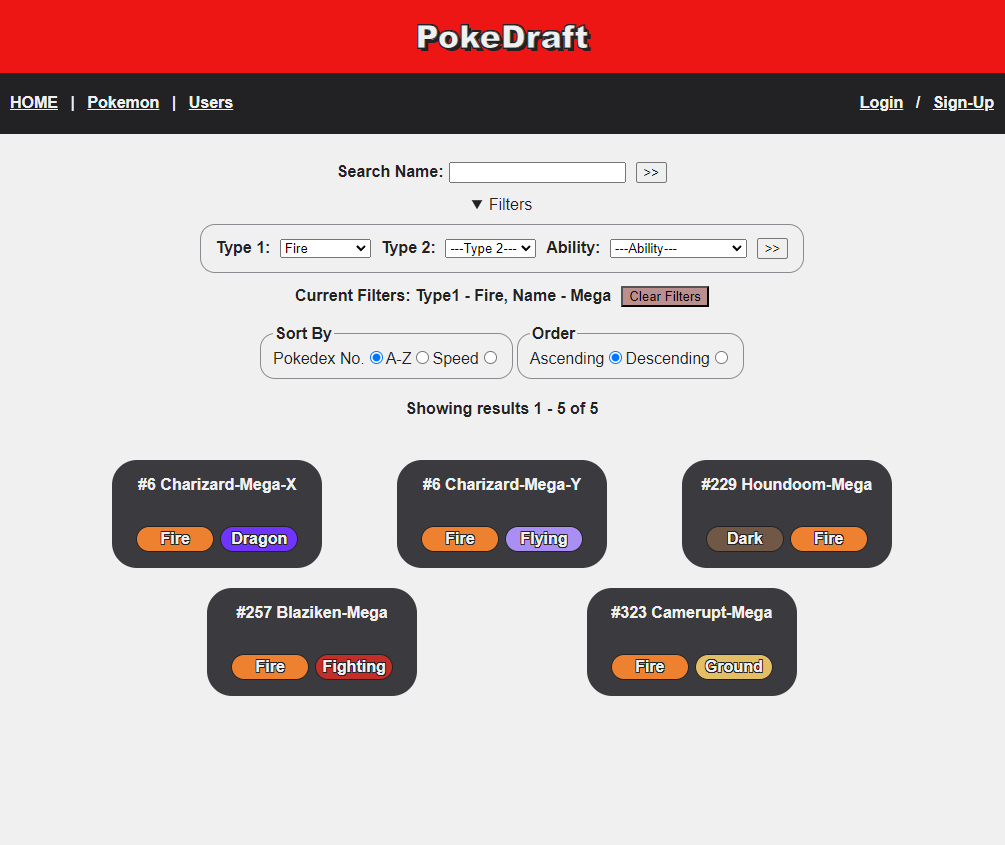 PokeDraft
HOME | Pokemon | Users Login / Sign-Up
Search Name: >>
▼ Filters
Type 1: Fire Type 2: ---Type 2--- Ability: ---Ability--- >>
Current Filters: Type1 - Fire, Name - Mega Clear Filters
Sort By Order
Pokedex No. A-Z Speed Ascending Descending
Showing results 1 - 5 of 5
#6 Charizard-Mega-X #6 Charizard-Mega-Y #229 Houndoom-Mega
Fire Dragon Fire Flying Dark Fire
#257 Blaziken-Mega #323 Camerupt-Mega
Fire Fighting Fire Ground